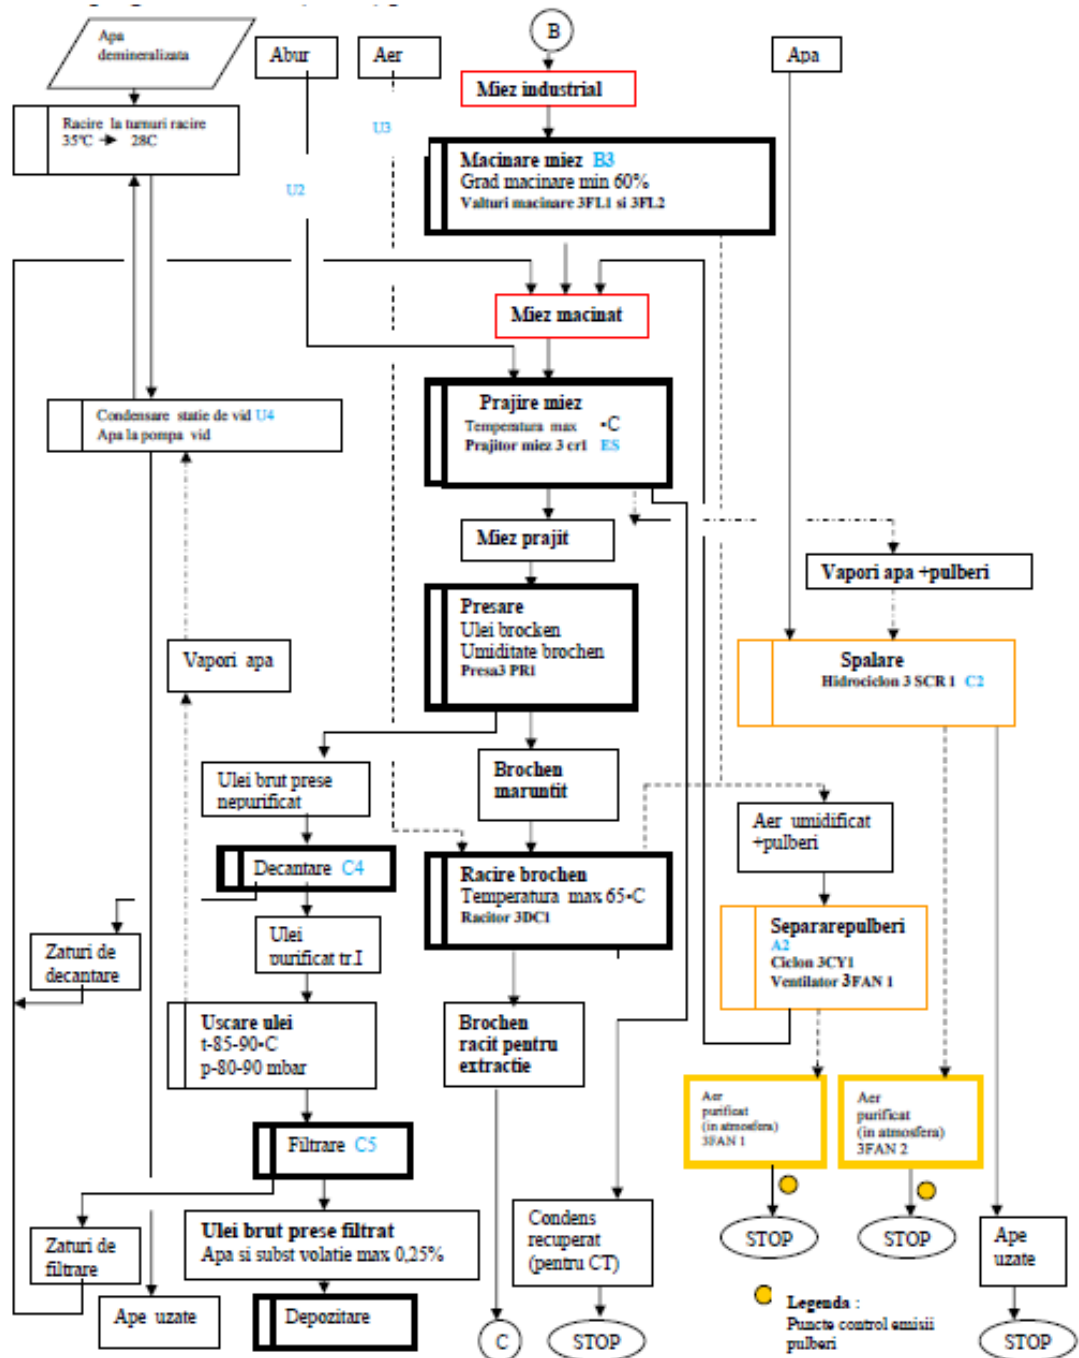 Apa
demineralizata
Abur
Aer
B
Apa
Miez industrial
Racire la turnuri racire
35ºC 28C
U3
Macinare miez B3
Grad macinare min 60%
Valturi macinare 3FL1 si 3FL2
U2
Miez macinat
Prajire miez
Temperatura max •C
Prajitor miez 3 cr1 ES
Condensare statie de vid U4
Apa la pompa vid
Miez prajit
Vapori apa +pulberi
Presare
Ulei brocken
Umiditate brochen
Presa3 PR1
Vapori apa
Spalare
Hidrociclon 3 SCR 1 C2
Ulei brut prese
nepurificat
Brochen
maruntit
Aer umidificat
+pulberi
Decantare C4
Racire brochen
Temperatura max 65•C
Racitor 3DC1
Ulei
purificat tr.I
Separarepulberi
A2
Ciclon 3CY1
Ventilator 3FAN 1
Zaturi de
decantare
Uscare ulei
t-85-90•C
p-80-90 mbar
Brochen
racit pentru
extractie
Aer
purificat
(in atmosfera)
3FAN 1
Aer
purificat
(in atmosfera)
3FAN 2
Filtrare C5
Zaturi de
filtrare
Ulei brut prese filtrat
Apa si subst volatie max 0,25%
Condens
recuperat
(pentru CT)
STOP
STOP
Ape
uzate
Ape uzate
Depozitare
C
STOP
Legenda :
Puncte control emisii
pulberi
STOP